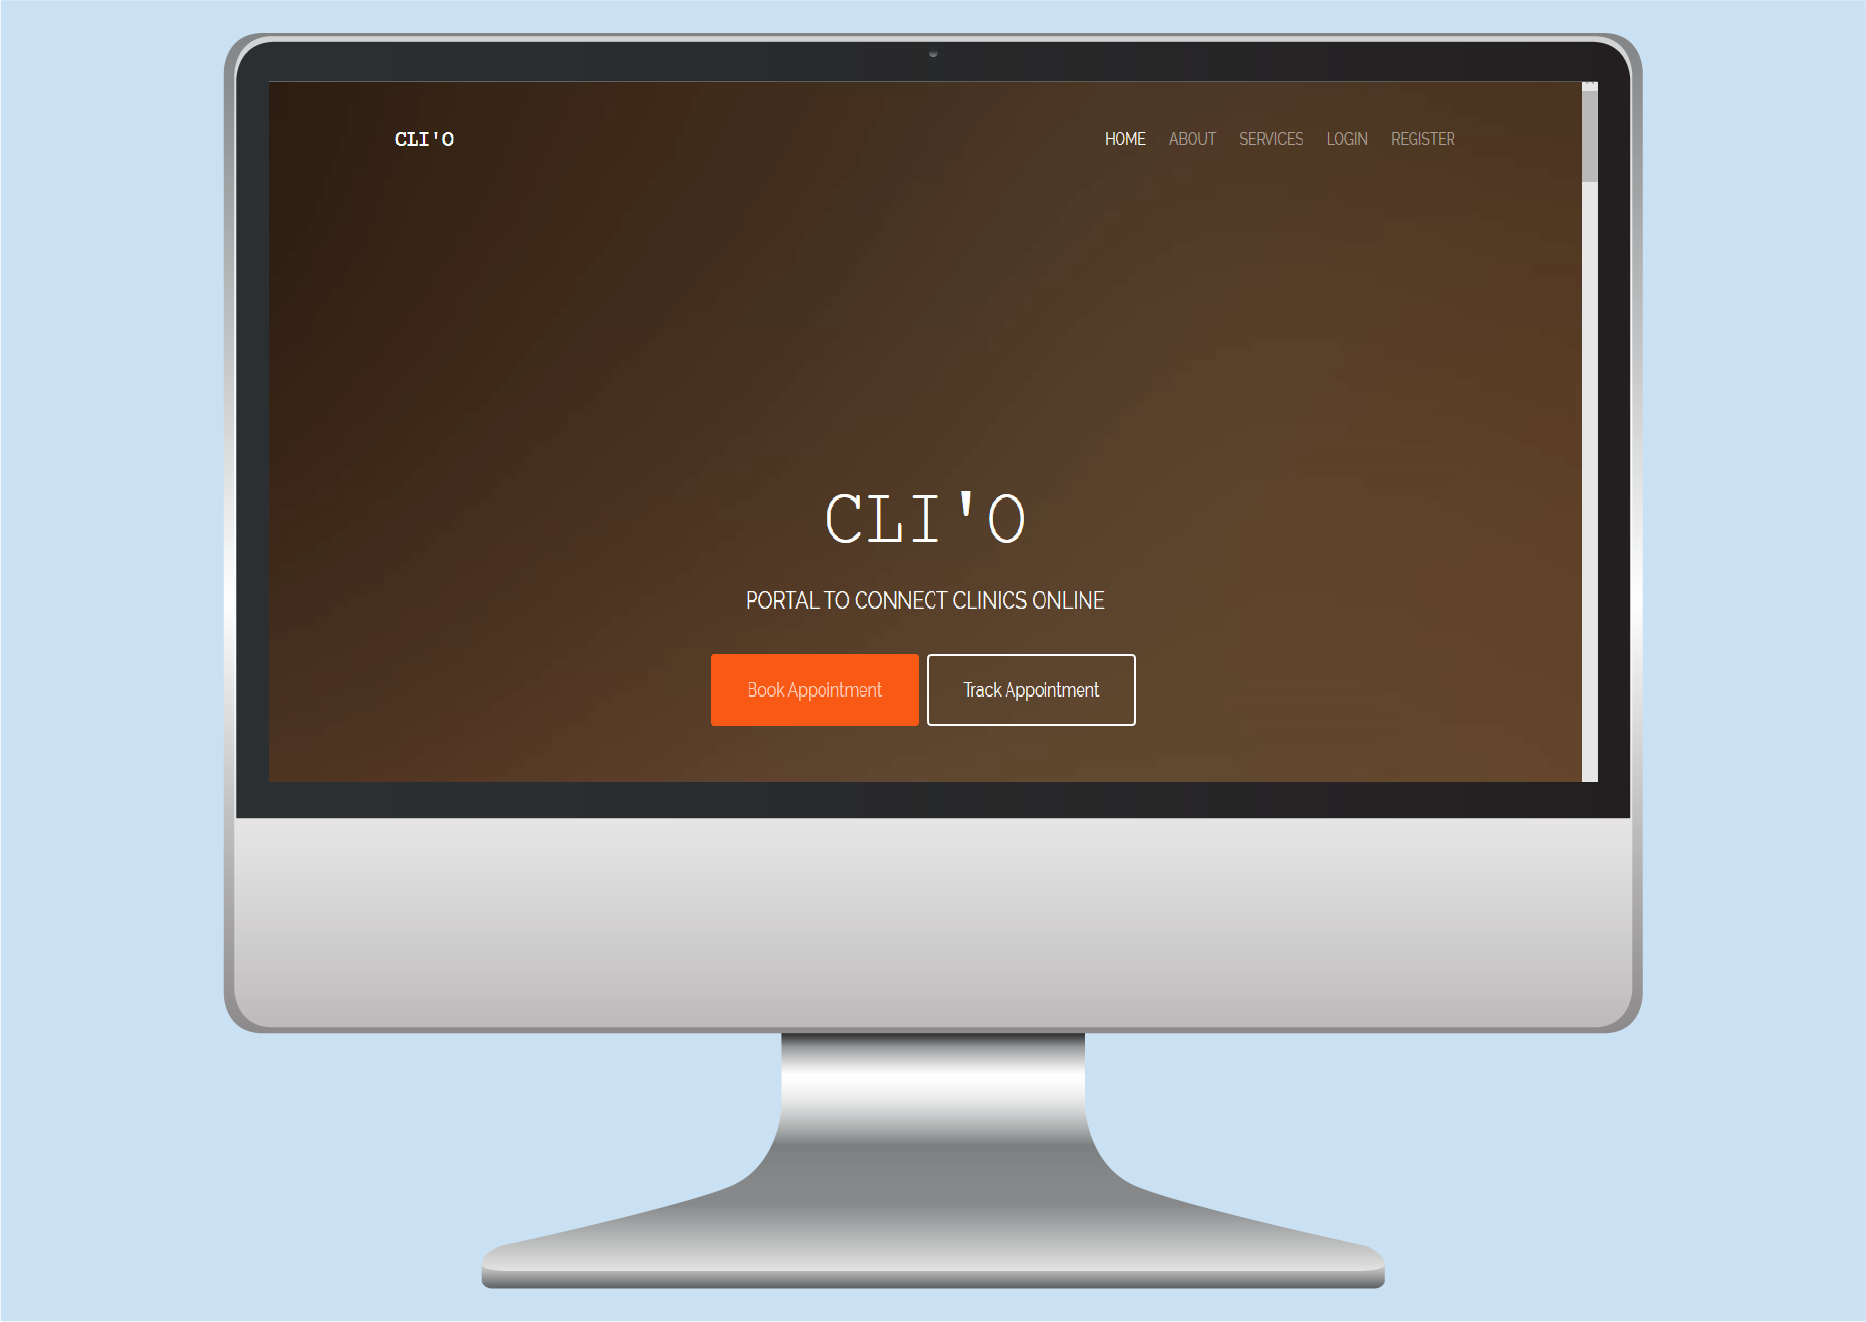 CLI'O
HOME ABOUT SERVICES LOGIN REGISTER
CLI'O
PORTAL TO CONNECT CLINICS ONLINE
Book Appointment
Track Appointment